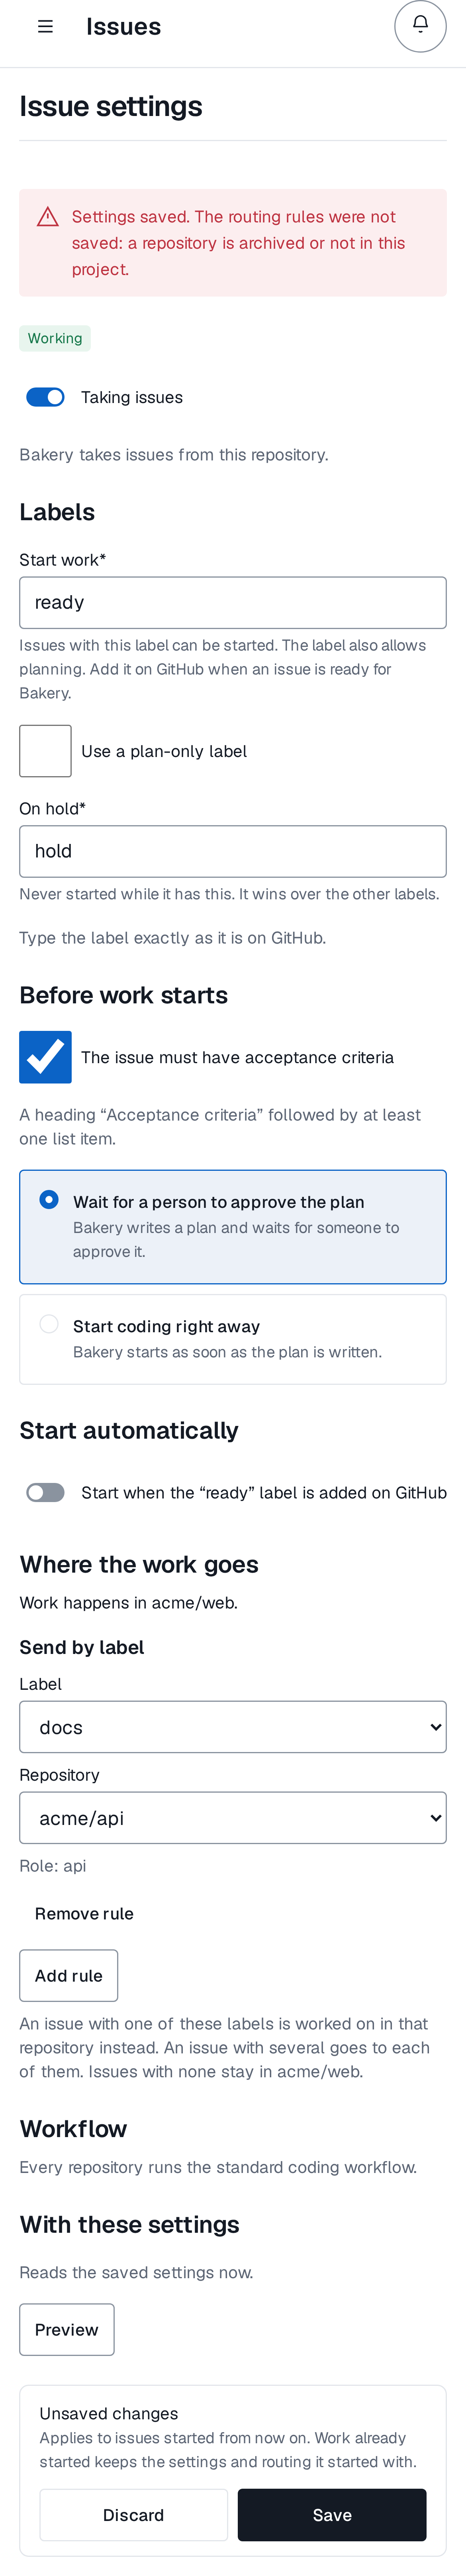 Issues
Issue settings
Settings saved. The routing rules were not
saved: a repository is archived or not in this
project.
Working
Taking issues
Bakery takes issues from this repository.
Labels
Start work*
ready
Issues with this label can be started. The label also allows
planning. Add it on GitHub when an issue is ready for
Bakery.
Use a plan-only label
On hold*
hold
Never started while it has this. It wins over the other labels.
Type the label exactly as it is on GitHub.
Before work starts
The issue must have acceptance criteria
A heading “Acceptance criteria” followed by at least
one list item.
Wait for a person to approve the plan
Bakery writes a plan and waits for someone to
approve it.
Start coding right away
Bakery starts as soon as the plan is written.
Start automatically
Start when the “ready” label is added on GitHub
Where the work goes
Work happens in acme/web.
Send by label
Label
docs
Repository
acme/api
Role: api
Remove rule
Add rule
An issue with one of these labels is worked on in that
repository instead. An issue with several goes to each
of them. Issues with none stay in acme/web.
Workflow
Every repository runs the standard coding workflow.
With these settings
Reads the saved settings now.
Preview
Unsaved changes
Applies to issues started from now on. Work already
started keeps the settings and routing it started with.
Discard
Save